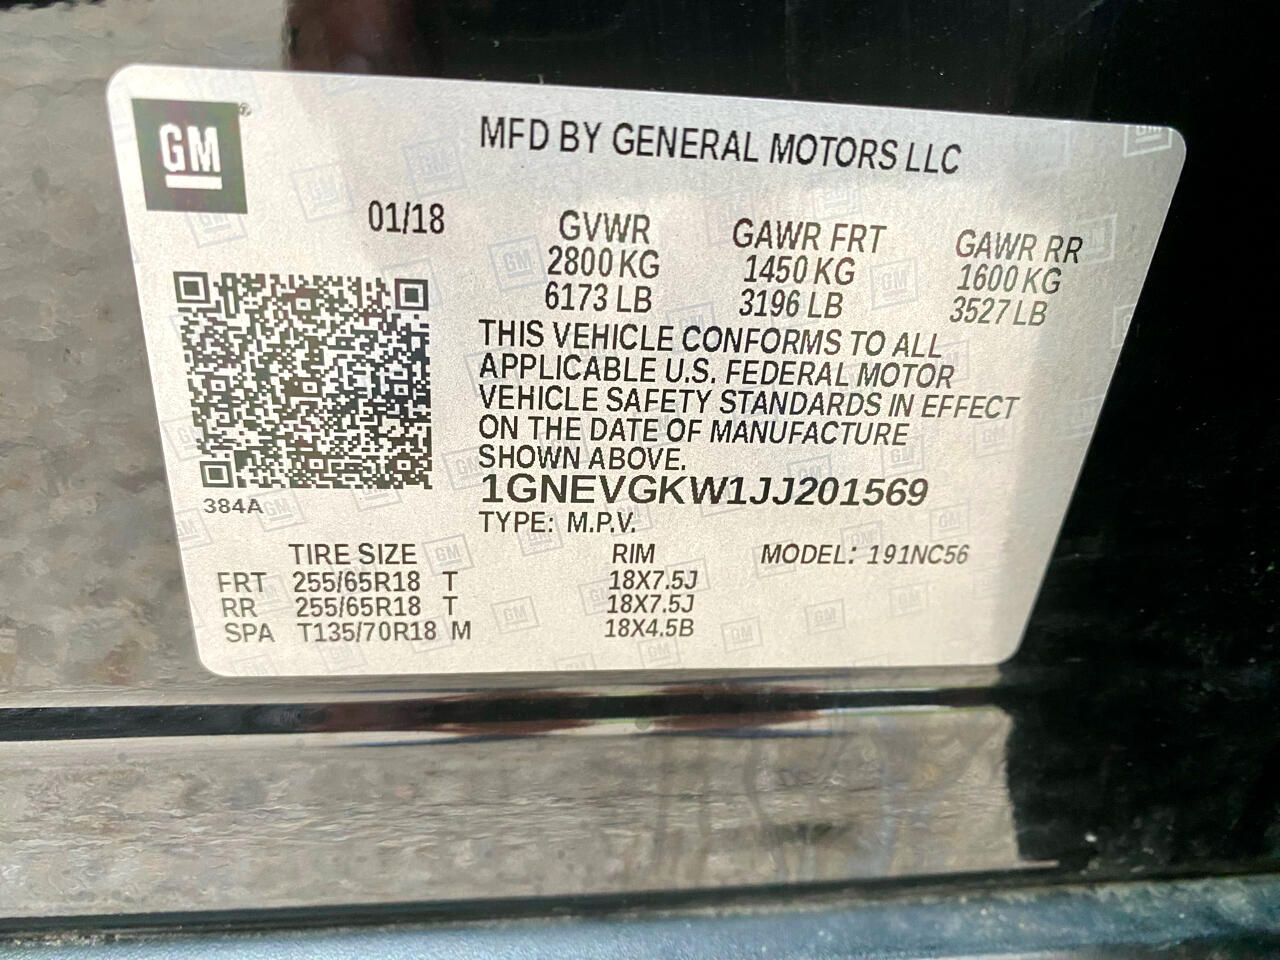 GM
MFD BY GENERAL MOTORS LLC
01/18 GVWR GAWR FRT GAWR RR
2800 KG 1450 KG 1600 KG
6173 LB 3196 LB 3527 LB
THIS VEHICLE CONFORMS TO ALL
APPLICABLE U.S. FEDERAL MOTOR
VEHICLE SAFETY STANDARDS IN EFFECT
ON THE DATE OF MANUFACTURE
SHOWN ABOVE.
1GNEVGKW1JJ201569
384A
TYPE: M.P.V.
TIRE SIZE RIM MODEL: 191NC56
FRT 255/65R18 T 18X7.5J
RR 255/65R18 T 18X7.5J
SPA T135/70R18 M 18X4.5B